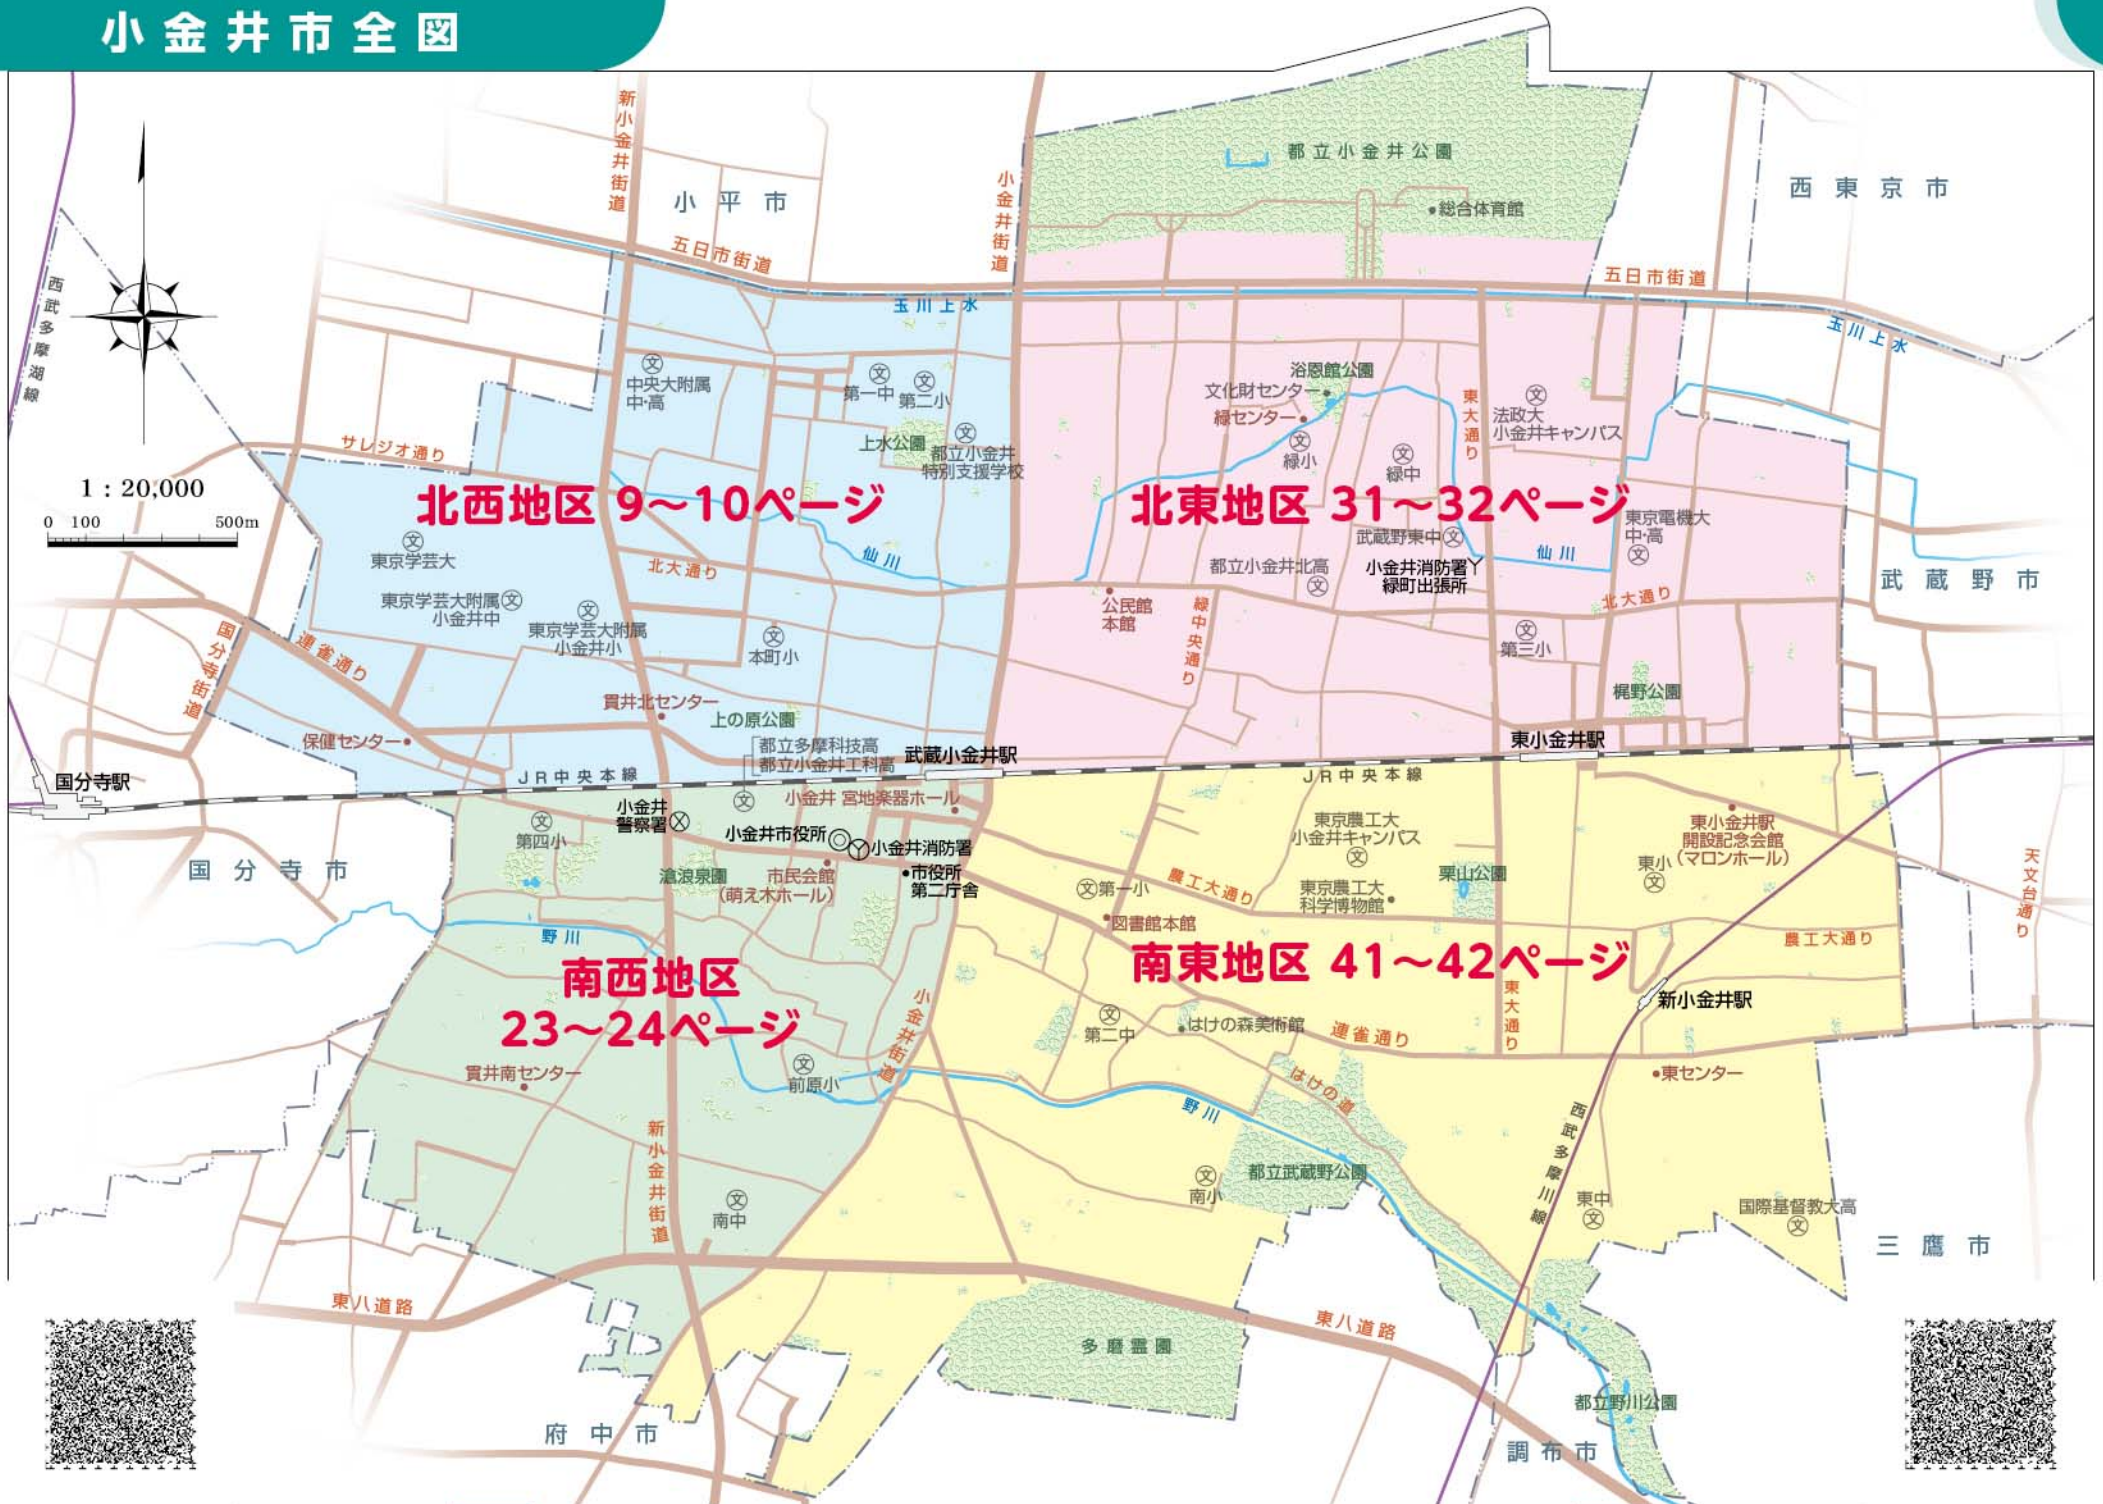 小金井市全図
新小金井街道
小金井街道
都立小金井公園
総合体育館
小平市
西東京市
五日市街道
五日市街道
玉川上水
玉川上水
西武多摩湖線
中央大附属
中・高
第一中
第二小
上水公園
都立小金井
特別支援学校
サレジオ通り
1：20,000
0 100 500m
北西地区 9～10ページ
東京学芸大
東京学芸大附属
小金井中
東京学芸大附属
小金井小
北大通り
仙川
本町小
国分寺街道
連雀通り
貫井北センター
上の原公園
保健センター
都立多摩科技高
都立小金井工科高
武蔵小金井駅
JR中央本線
国分寺駅
浴恩館公園
文化財センター
緑センター
緑小
緑中
東大通り
法政大
小金井キャンパス
北東地区 31～32ページ
東京電機大
中・高
武蔵野東中
都立小金井北高
小金井消防署
緑町出張所
仙川
北大通り
公民館
本館
緑中央通り
第三小
梶野公園
東小金井駅
武蔵野市
JR中央本線
第四小
小金井
警察署
小金井 宮地楽器ホール
小金井市役所
小金井消防署
市役所
第二庁舎
滄浪泉園
市民会館
（萌え木ホール）
国分寺市
野川
南西地区
23～24ページ
小金井街道
前原小
貫井南センター
新小金井街道
南中
東八道路
東京農工大
小金井キャンパス
東京農工大
科学博物館
栗山公園
東小金井駅
開設記念会館
（マロンホール）
東小
第一小
農工大通り
図書館本館
農工大通り
天文台通り
南東地区 41～42ページ
東大通り
新小金井駅
第二中
はけの森美術館
連雀通り
はけの道
東センター
野川
都立武蔵野公園
南小
西武多摩川線
東中
国際基督教大高
三鷹市
東八道路
多磨霊園
都立野川公園
府中市
調布市